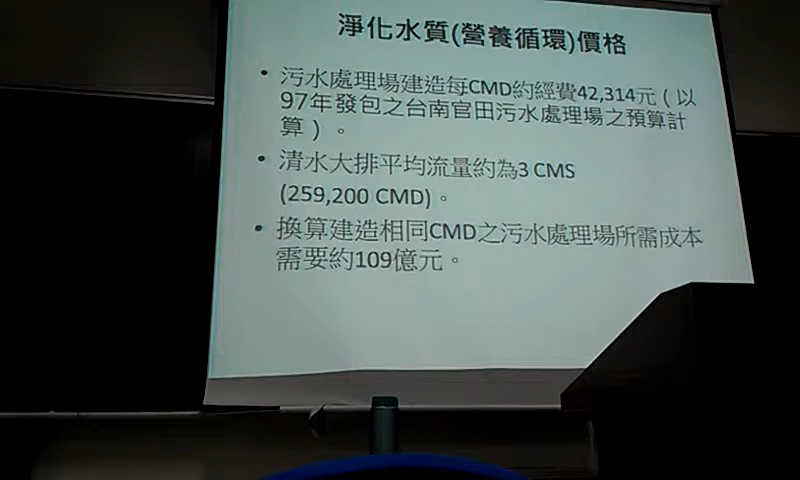 淨化水質(營養循環)價格
• 污水處理場建造每CMD約經費42,314元（以
97年發包之台南官田污水處理場之預算計
算）。
• 清水大排平均流量約為3 CMS
(259,200 CMD)。
• 換算建造相同CMD之污水處理場所需成本
需要約109億元。